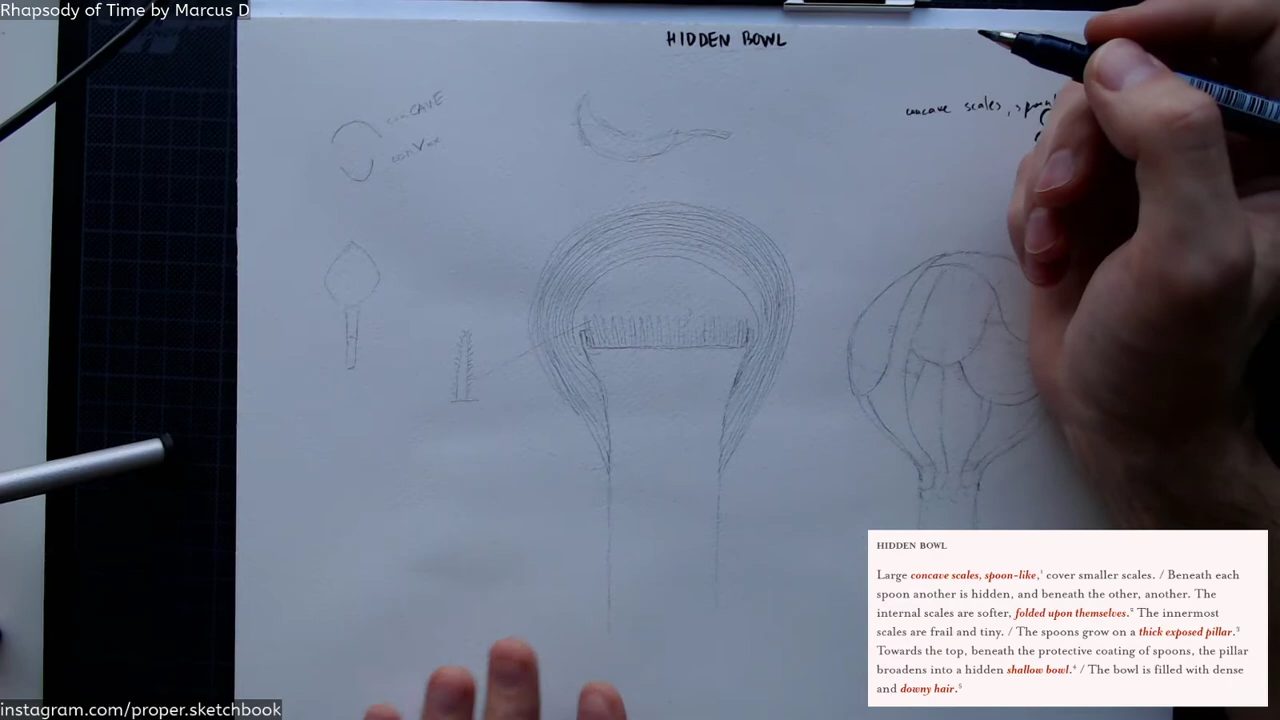 Rhapsody of Time by Marcus D
HIDDEN BOWL
conCAVE
conVex
concave scales,
HIDDEN BOWL
Large concave scales, spoon-like,¹ cover smaller scales. / Beneath each
spoon another is hidden, and beneath the other, another. The
internal scales are softer, folded upon themselves.² The innermost
scales are frail and tiny. / The spoons grow on a thick exposed pillar.³
Towards the top, beneath the protective coating of spoons, the pillar
broadens into a hidden shallow bowl.⁴ / The bowl is filled with dense
and downy hair.⁵
instagram.com/proper.sketchbook